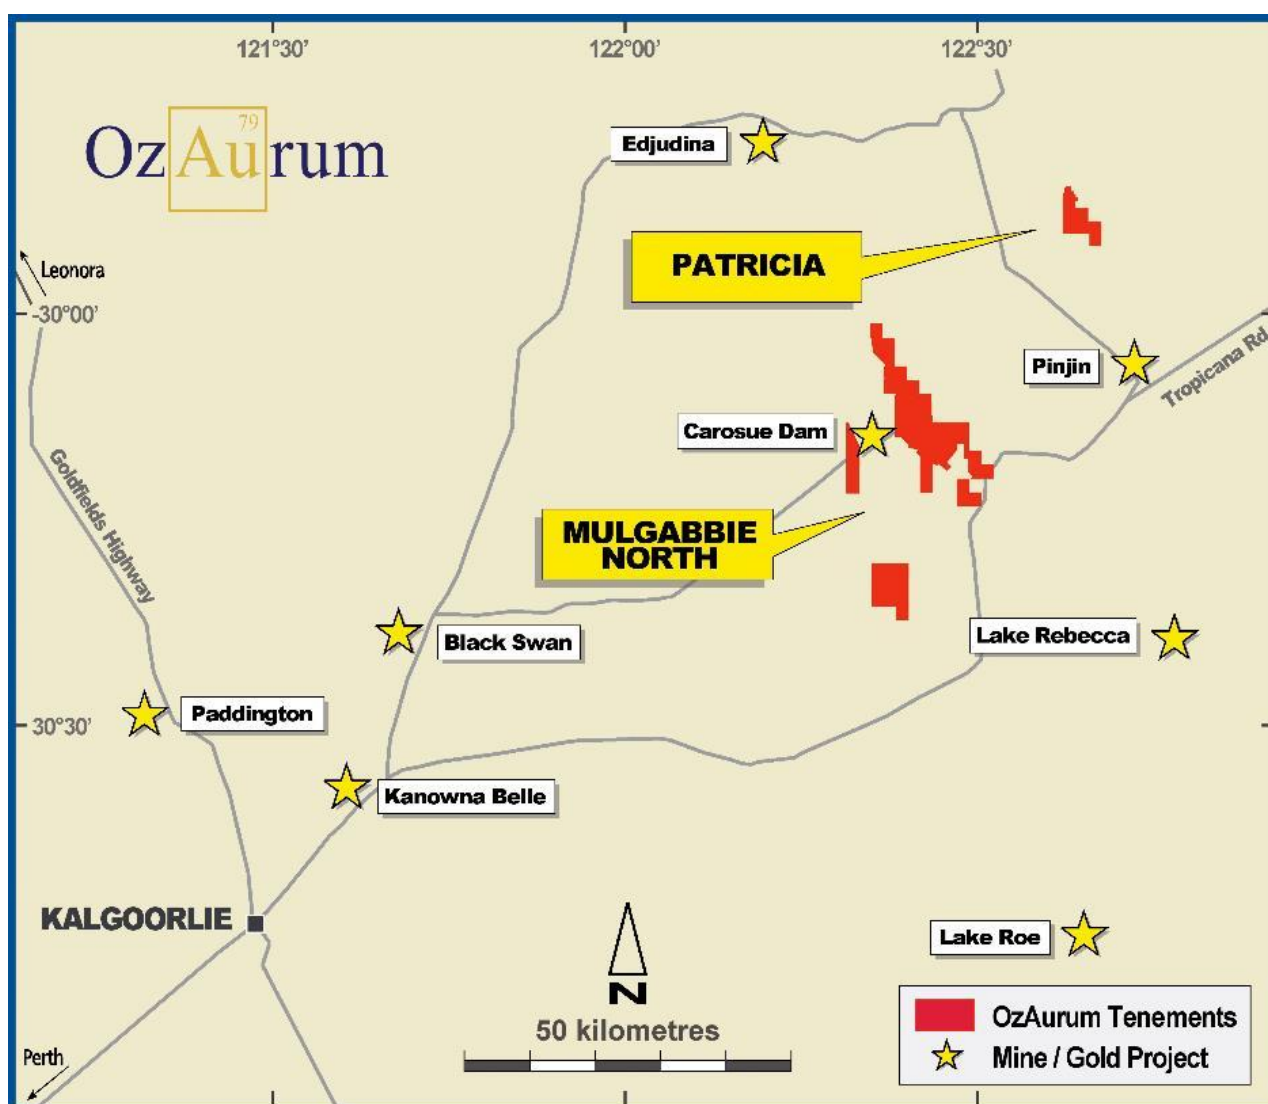 121°30’
122°00’
122°30’
79
OzAurum
Edjudina
PATRICIA
Leonora
-30°00’
Pinjin
Tropicana Rd
Carosue Dam
Goldfields Highway
MULGABBIE
NORTH
Black Swan
Lake Rebecca
Paddington
30°30’
Kanowna Belle
KALGOORLIE
Lake Roe
N
50 kilometres
OzAurum Tenements
Mine / Gold Project
Perth